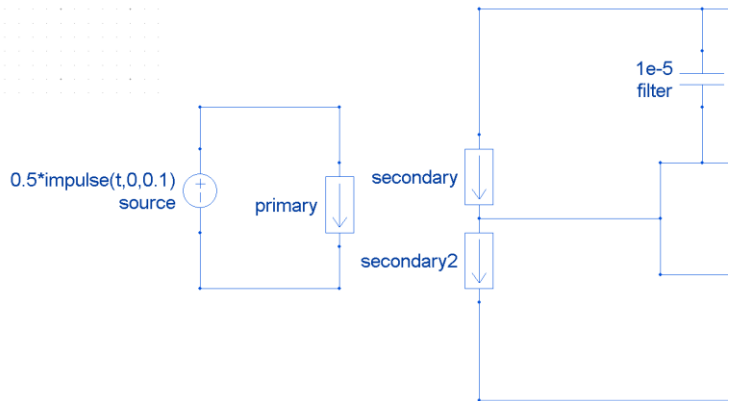 1e-5
filter
0.5*impulse(t,0,0.1)
source
primary
secondary
secondary2